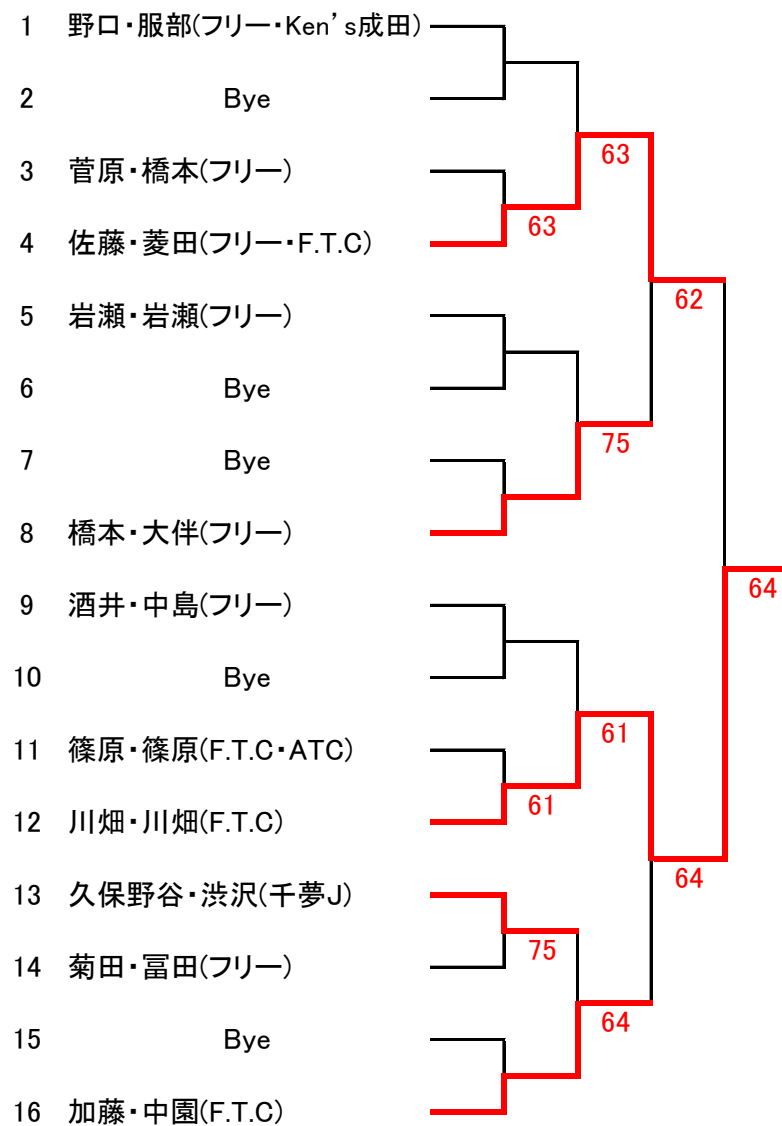 1 野口・服部(フリー・Ken's成田)
2 Bye
63
3 菅原・橋本(フリー)
63
4 佐藤・菱田(フリー・F.T.C)
62
5 岩瀬・岩瀬(フリー)
6 Bye
75
7 Bye
8 橋本・大伴(フリー)
64
9 酒井・中島(フリー)
10 Bye
61
11 篠原・篠原(F.T.C・ATC)
61
12 川畑・川畑(F.T.C)
64
13 久保野谷・渋沢(千夢J)
75
14 菊田・冨田(フリー)
64
15 Bye
16 加藤・中園(F.T.C)